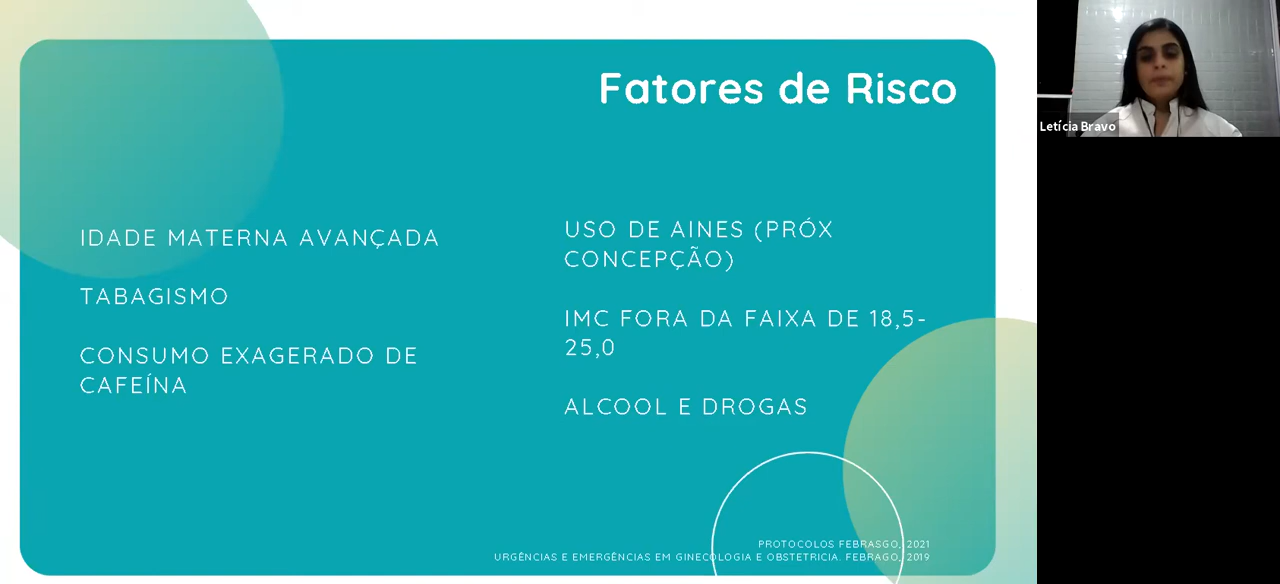 Fatores de Risco
IDADE MATERNA AVANÇADA
TABAGISMO
CONSUMO EXAGERADO DE
CAFEÍNA
USO DE AINES (PRÓX
CONCEPÇÃO)
IMC FORA DA FAIXA DE 18,5-
25,0
ALCOOL E DROGAS
PROTOCOLOS FEBRASGO, 2021
URGÊNCIAS E EMERGÊNCIAS EM GINECOLOGIA E OBSTETRICIA. FEBRAGO, 2019
Letícia Bravo